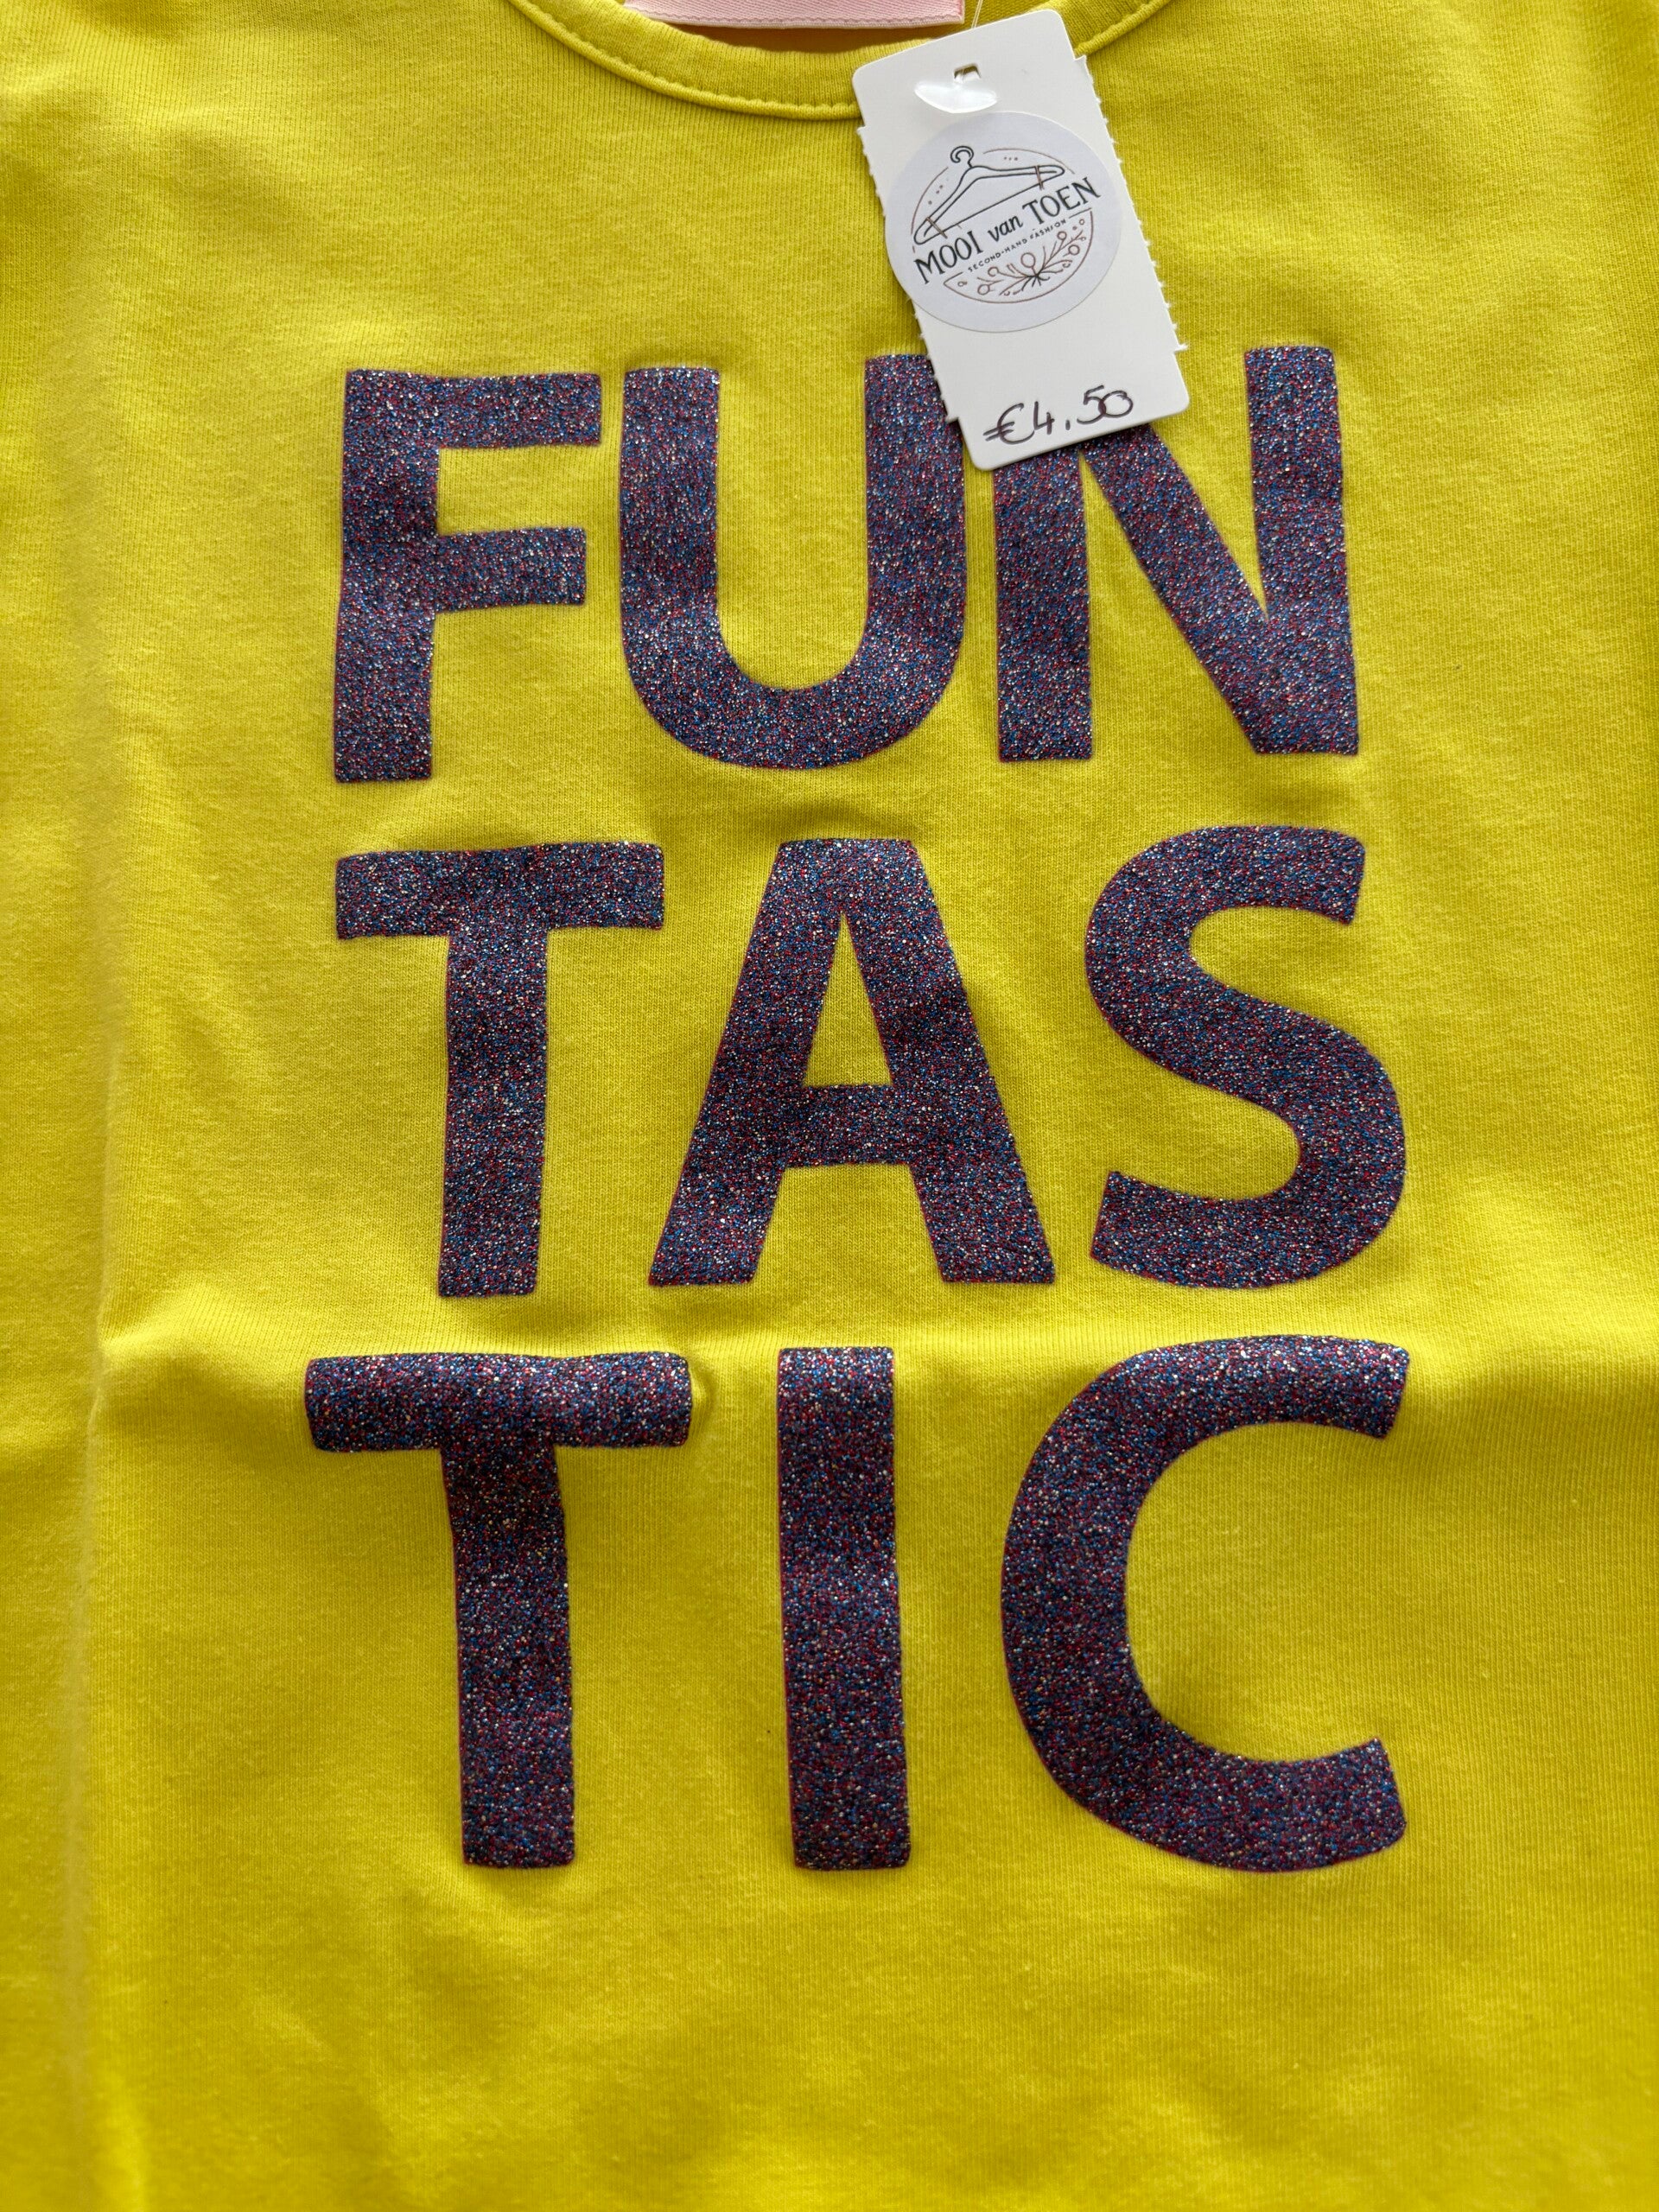 MOOI van TOEN
SECOND-HAND FASHION
€4.50
FUN
TAS
TIC